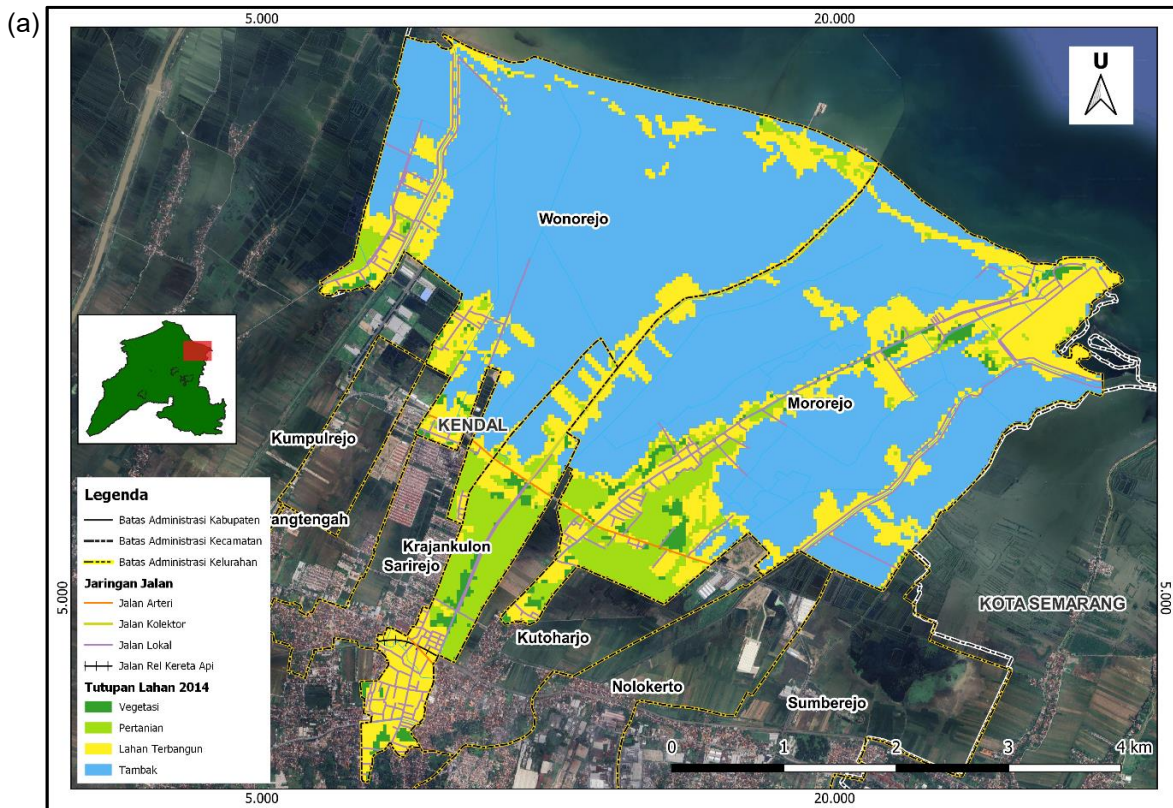 (a)
5.000
20.000
U
Wonorejo
Mororejo
KENDAL
Kumpulrejo
rangtengah
Krajankulon
Sarirejo
Kutoharjo
KOTA SEMARANG
Nolokerto
Sumberejo
5.000
5.000
Legenda
Batas Administrasi Kabupaten
Batas Administrasi Kecamatan
Batas Administrasi Kelurahan
Jaringan Jalan
Jalan Arteri
Jalan Kolektor
Jalan Lokal
Jalan Rel Kereta Api
Tutupan Lahan 2014
Vegetasi
Pertanian
Lahan Terbangun
Tambak
0 1 2 3 4 km
5.000
20.000